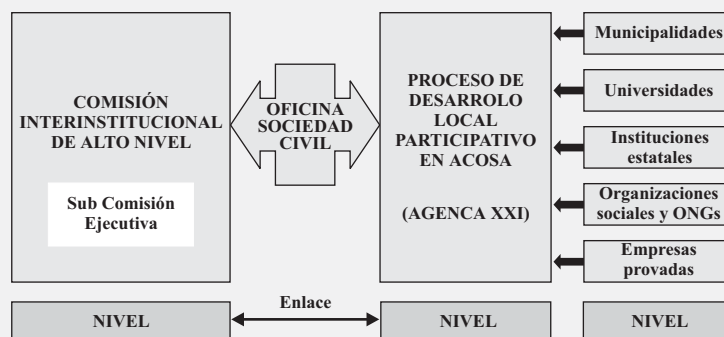 COMISIÓN
INTERINSTITUCIONAL
DE ALTO NIVEL
Sub Comisión
Ejecutiva
OFICINA
SOCIEDAD
CIVIL
PROCESO DE
DESARROLO
LOCAL
PARTICIPATIVO
EN ACOSA
(AGENCA XXI)
Municipalidades
Universidades
Instituciones
estatales
Organizaciones
sociales y ONGs
Empresas
provadas
NIVEL
Enlace
NIVEL
NIVEL